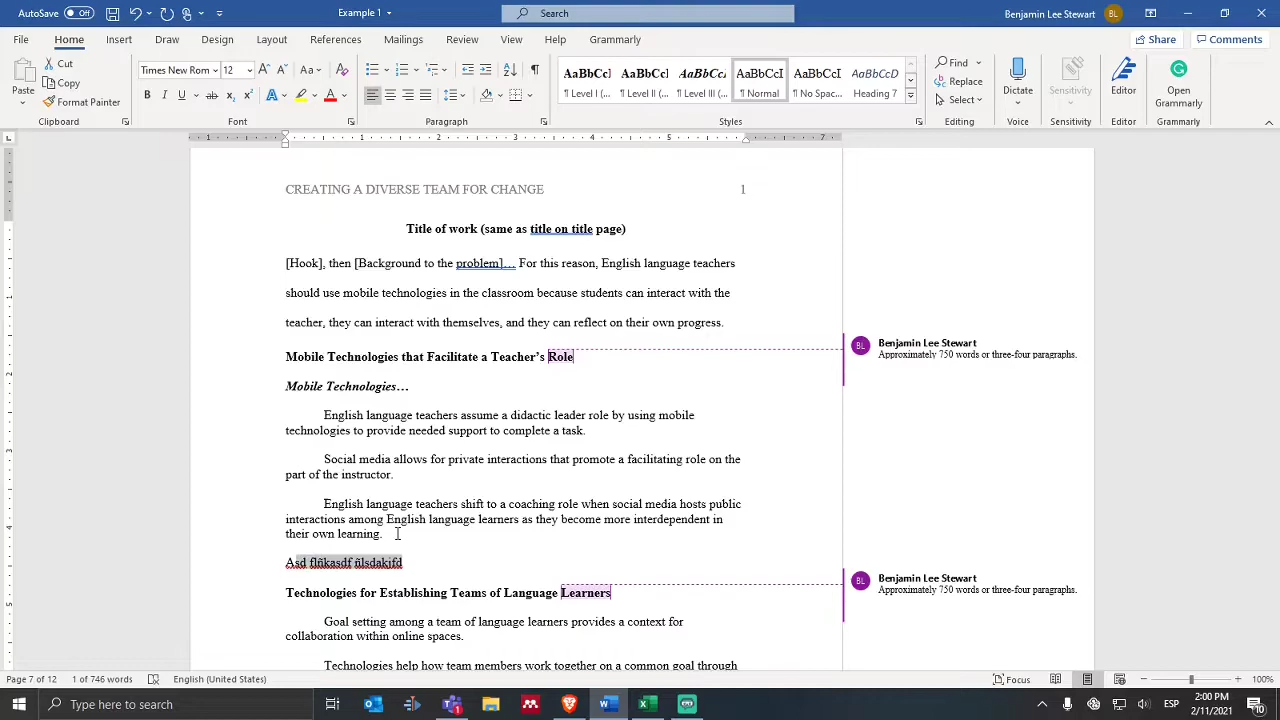 AutoSave Off Example 1 Search Benjamin Lee Stewart BL
File Home Insert Draw Design Layout References Mailings Review View Help Grammarly Share Comments
Cut
Copy
Format Painter
Paste
Clipboard
Times New Rom 12
Font
Paragraph
AaBbCcI AaBbCcI AaBbCcI AaBbCcI AaBbCcI AaBbCcD
¶ Level I (... ¶ Level II (... ¶ Level III (... ¶ Normal ¶ No Spac... Heading 7
Styles
Find
Replace
Select
Editing
Dictate
Voice
Sensitivity
Sensitivity
Editor
Editor
Open
Grammarly
Grammarly
CREATING A DIVERSE TEAM FOR CHANGE 1
Title of work (same as title on title page)
[Hook], then [Background to the problem]… For this reason, English language teachers
should use mobile technologies in the classroom because students can interact with the
teacher, they can interact with themselves, and they can reflect on their own progress.
Mobile Technologies that Facilitate a Teacher’s Role
BL Benjamin Lee Stewart
Approximately 750 words or three-four paragraphs.
Mobile Technologies…
English language teachers assume a didactic leader role by using mobile
technologies to provide needed support to complete a task.
Social media allows for private interactions that promote a facilitating role on the
part of the instructor.
English language teachers shift to a coaching role when social media hosts public
interactions among English language learners as they become more interdependent in
their own learning.
Asd flñkasdf ñlsdakjfd
Technologies for Establishing Teams of Language Learners
BL Benjamin Lee Stewart
Approximately 750 words or three-four paragraphs.
Goal setting among a team of language learners provides a context for
collaboration within online spaces.
Technologies help how team members work together on a common goal through
Page 7 of 12 1 of 746 words English (United States) Focus 100%
Type here to search ESP 2:00 PM
2/11/2021